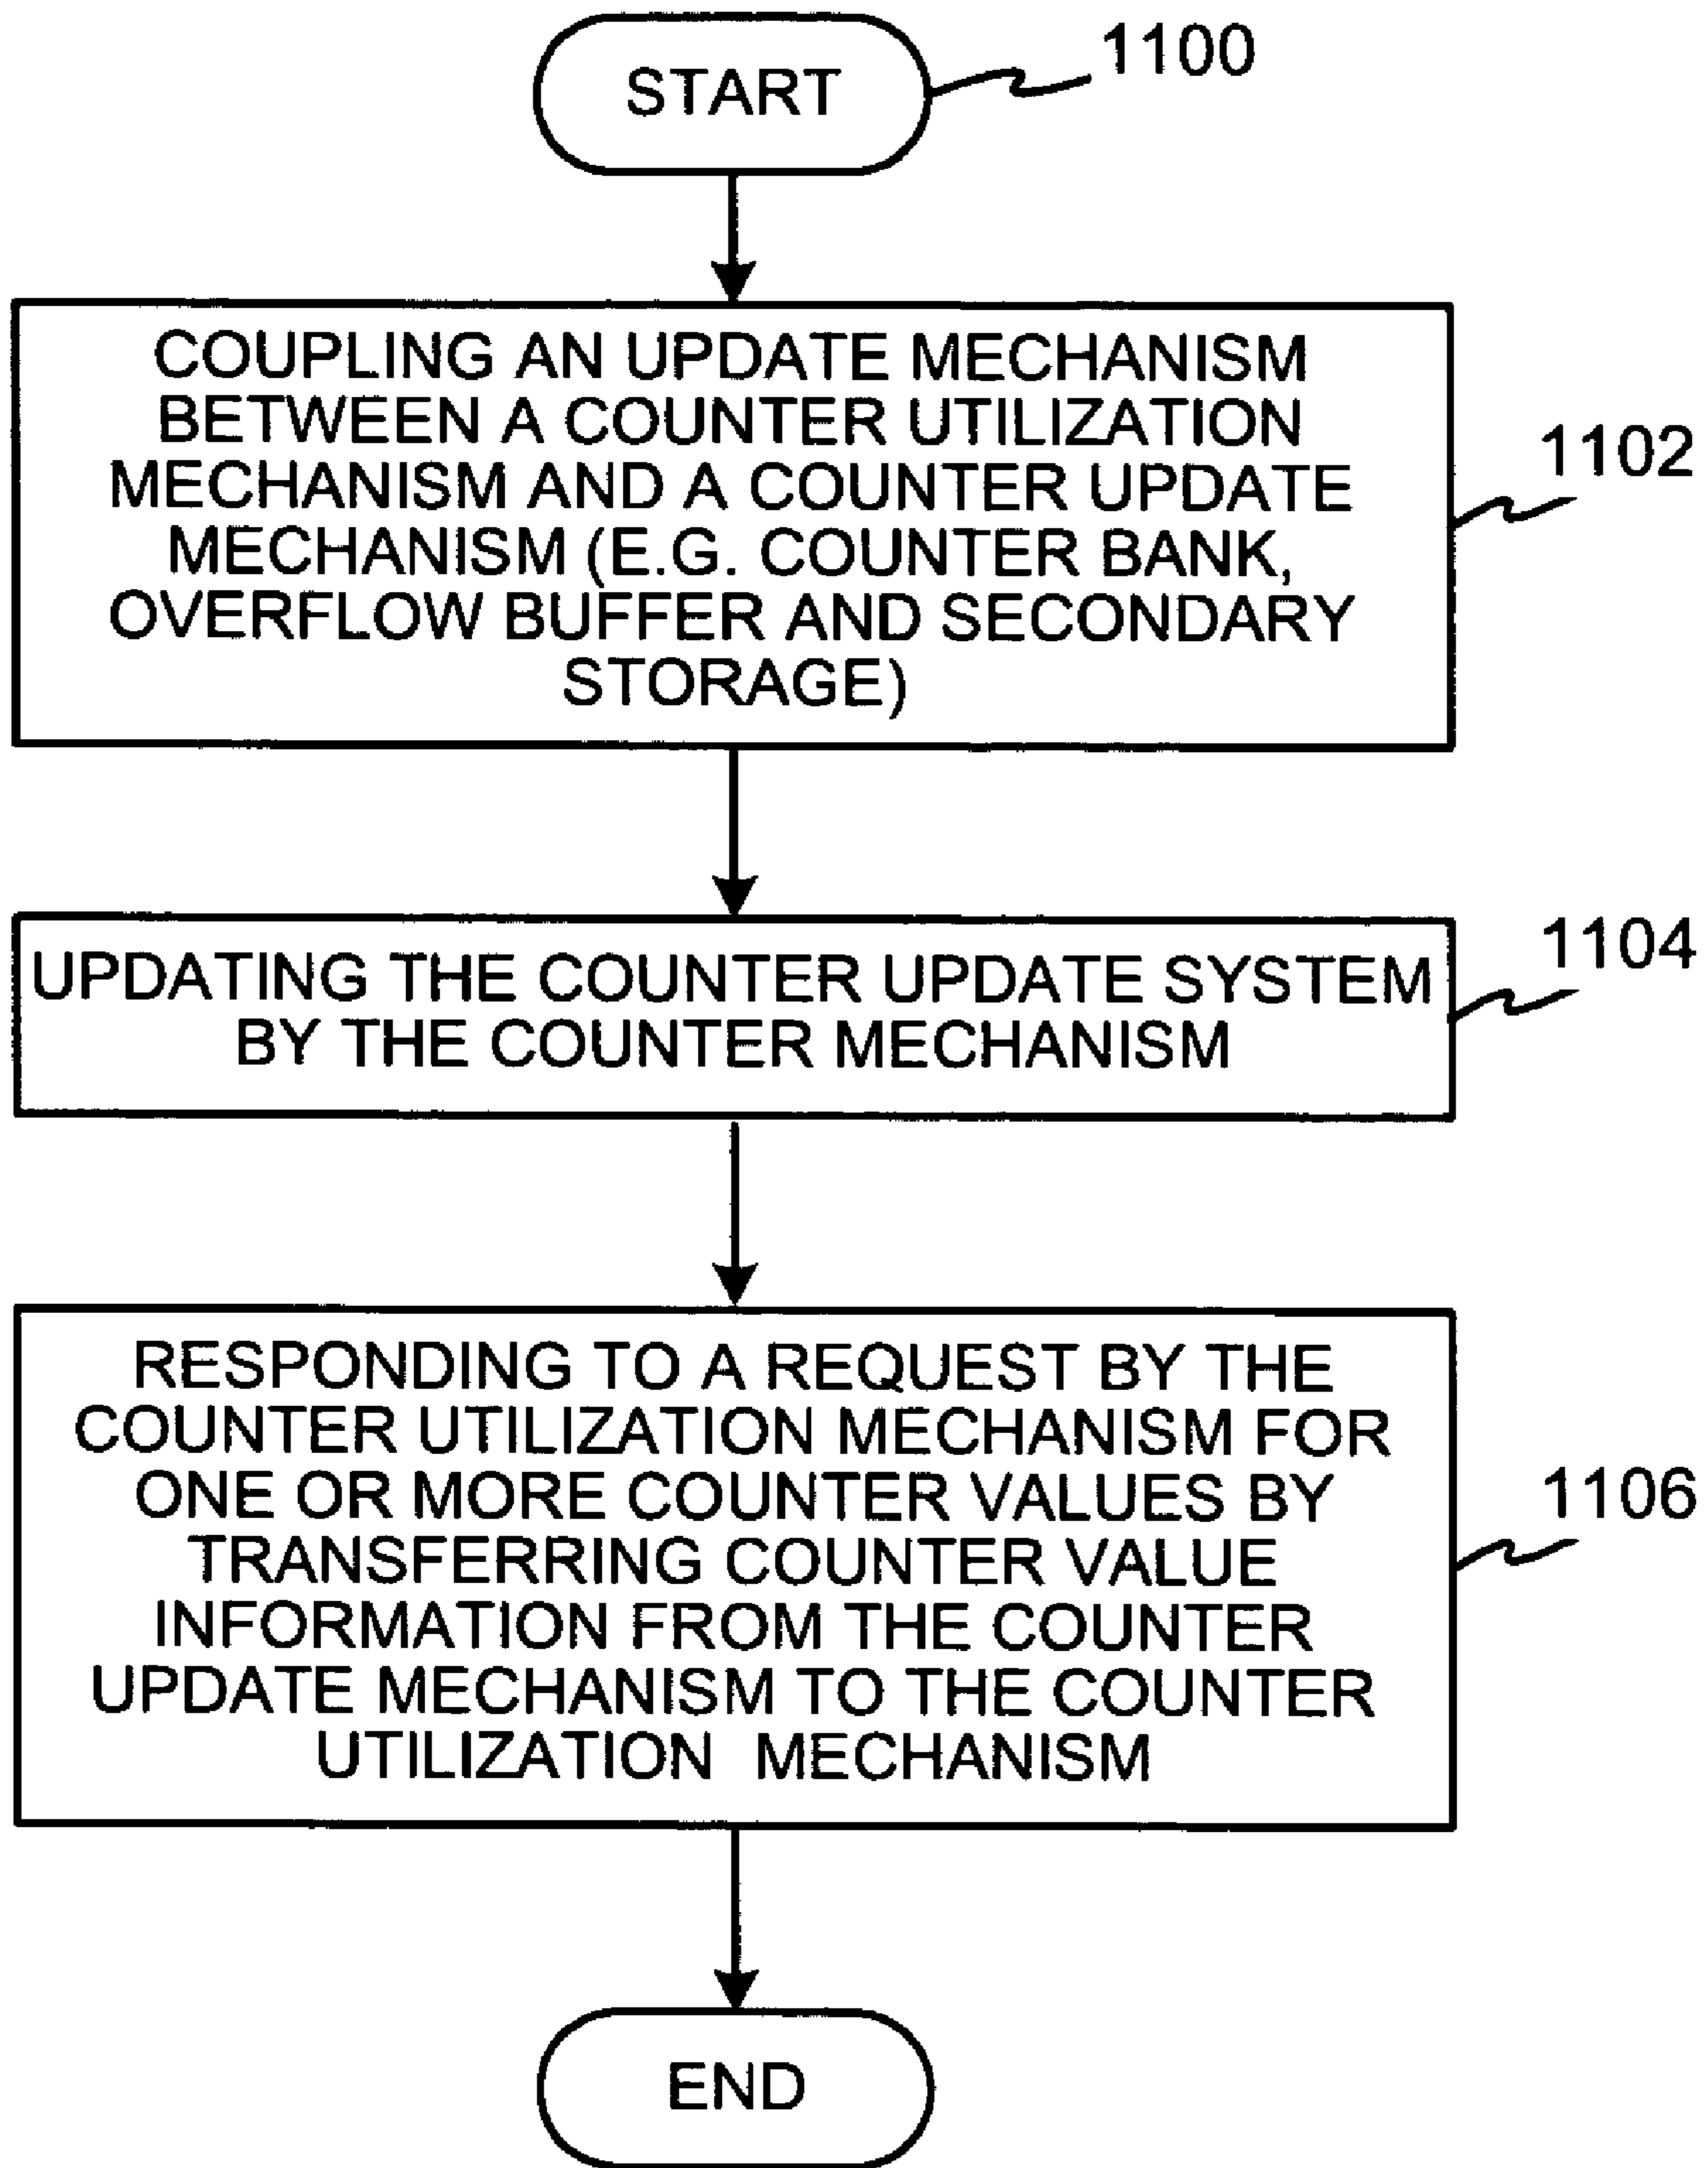 START
1100
COUPLING AN UPDATE MECHANISM
BETWEEN A COUNTER UTILIZATION
MECHANISM AND A COUNTER UPDATE
MECHANISM (E.G. COUNTER BANK,
OVERFLOW BUFFER AND SECONDARY
STORAGE)
1102
UPDATING THE COUNTER UPDATE SYSTEM
BY THE COUNTER MECHANISM
1104
RESPONDING TO A REQUEST BY THE
COUNTER UTILIZATION MECHANISM FOR
ONE OR MORE COUNTER VALUES BY
TRANSFERRING COUNTER VALUE
INFORMATION FROM THE COUNTER
UPDATE MECHANISM TO THE COUNTER
UTILIZATION MECHANISM
1106
END